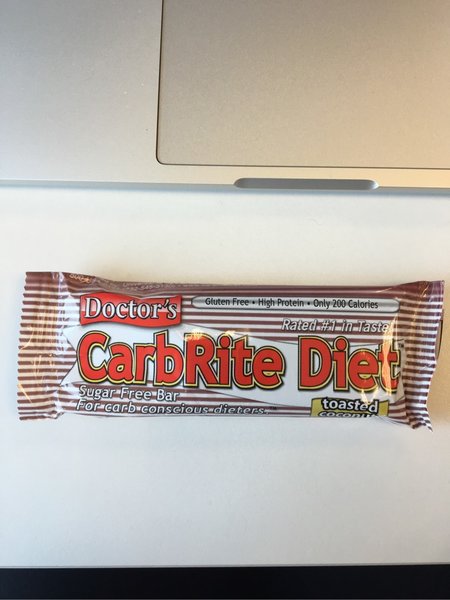 Doctor's
Gluten Free • High Protein • Only 200 Calories
Rated #1 in Taste
CarbRite Diet
Sugar Free Bar
For carb conscious dieters.™
toasted
coconut